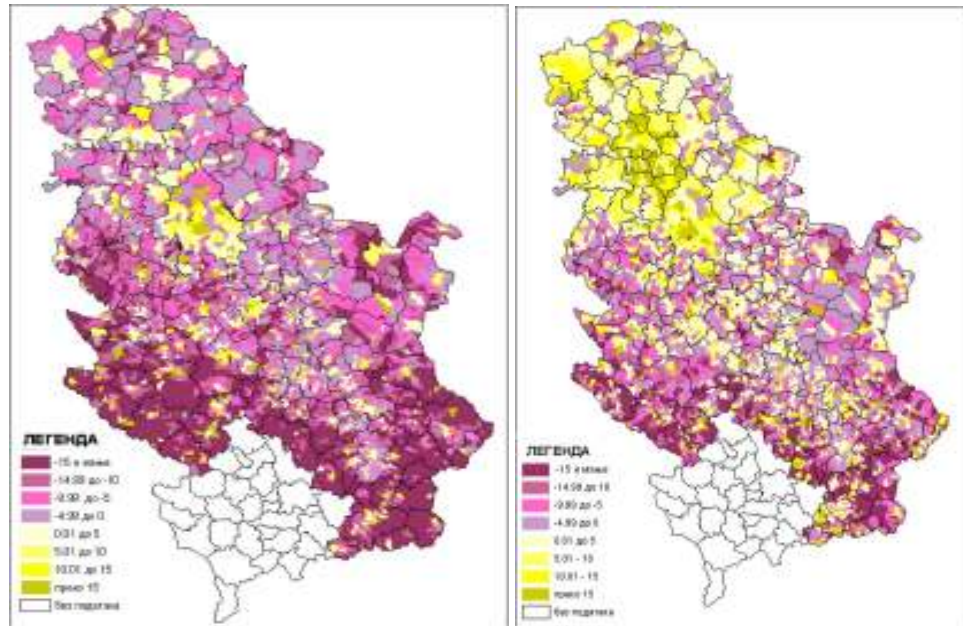 ЛЕГЕНДА
-15 и мање
-14.99 до -10
-9.99 до -5
-4.99 до 0
0.01 до 5
5.01 до 10
10.01 до 15
преко 15
без података
ЛЕГЕНДА
-15 и мање
-14.99 до 10
-9.99 до -5
-4.99 до 0
0.01 до 5
5.01 - 10
10.01 - 15
преко 15
без података